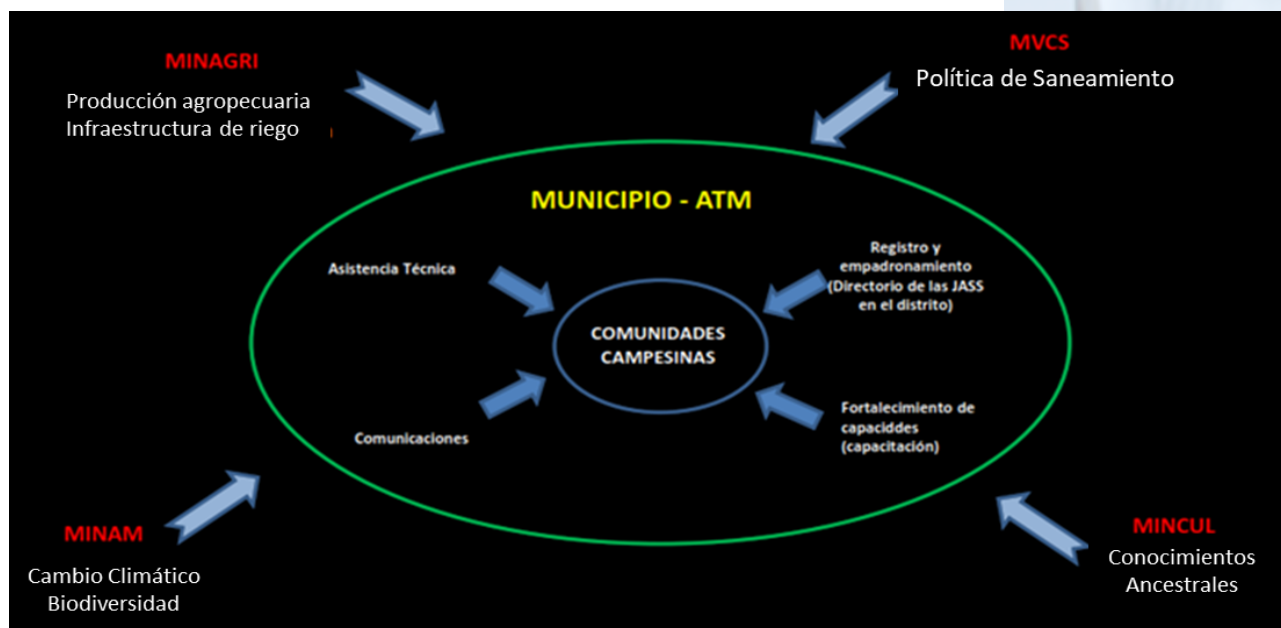 MINAGRI
Producción agropecuaria
Infraestructura de riego
MVCS
Política de Saneamiento
MUNICIPIO - ATM
Asistencia Técnica
Registro y
empadronamiento
(Directorio de las JASS
en el distrito)
COMUNIDADES
CAMPESINAS
Comunicaciones
Fortalecimiento de
capaciddes
(capacitación)
MINAM
Cambio Climático
Biodiversidad
MINCUL
Conocimientos
Ancestrales